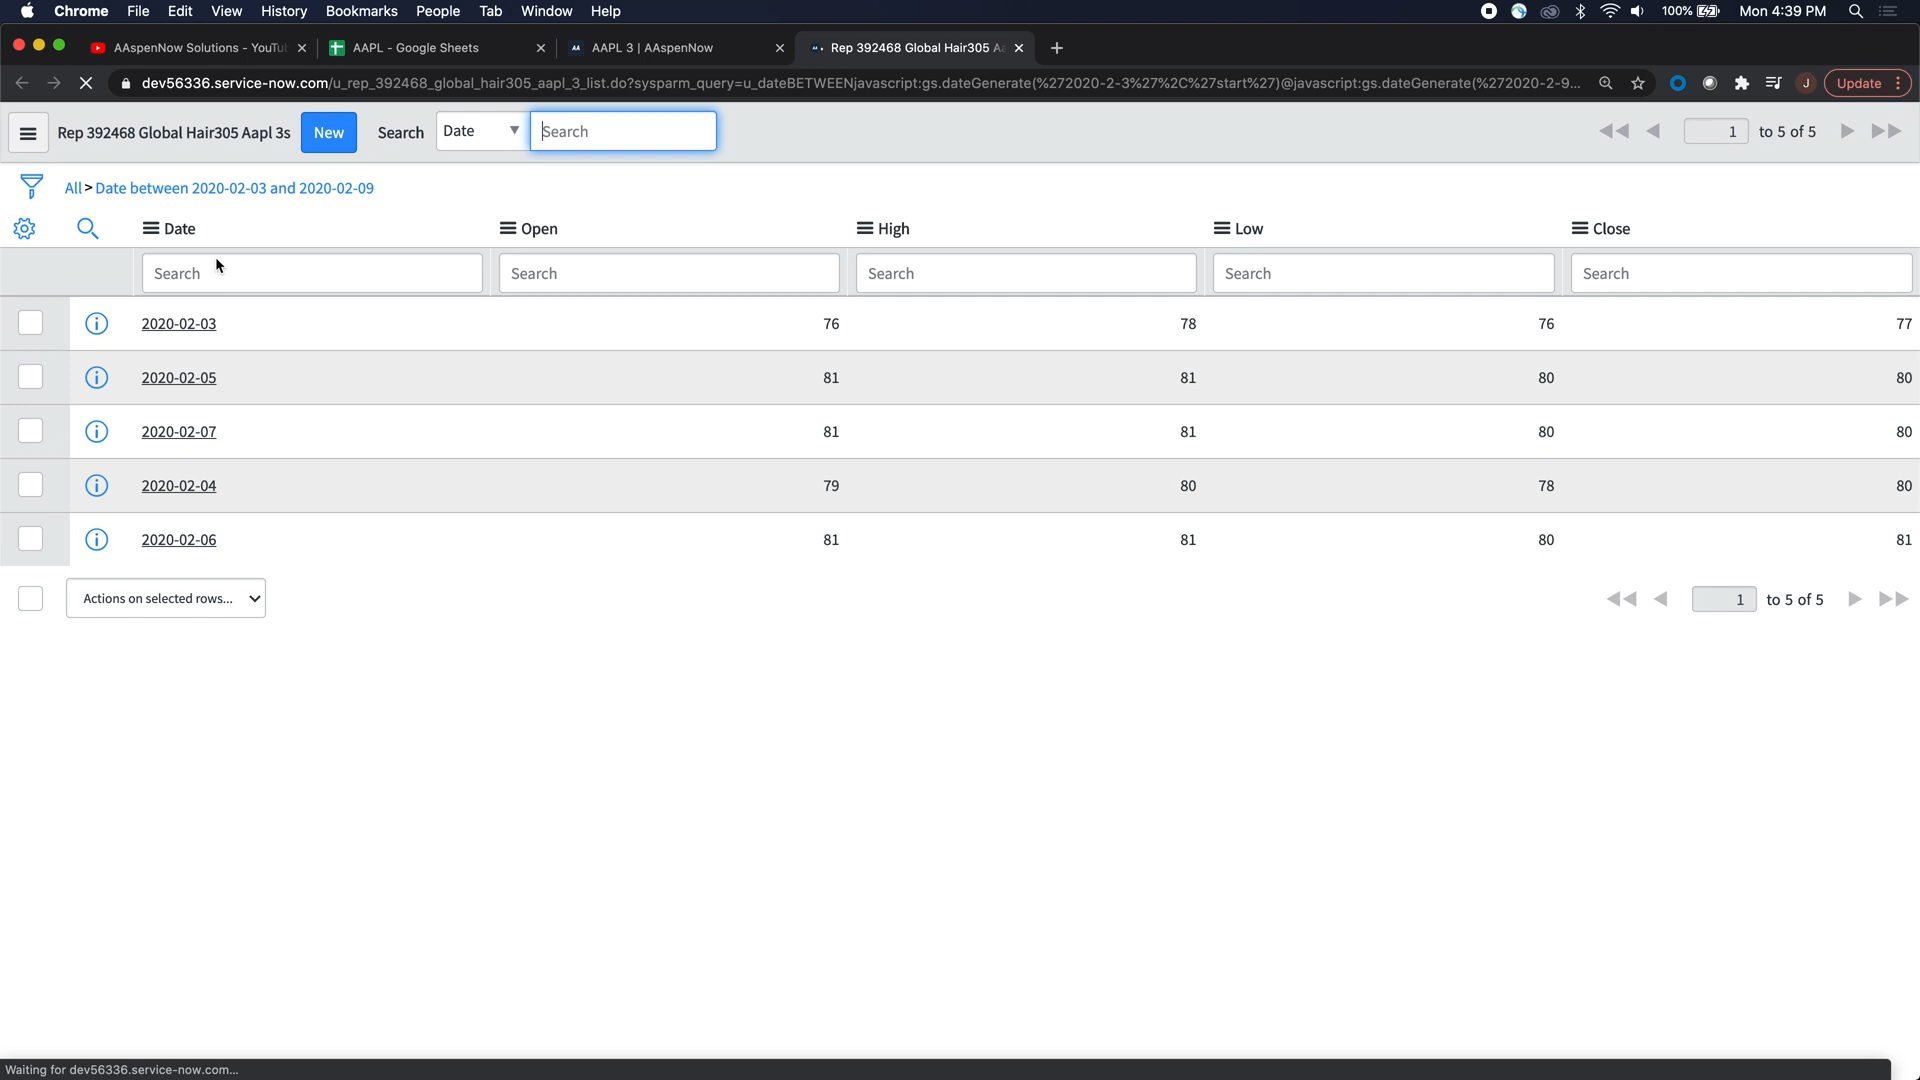 Chrome File Edit View History Bookmarks People Tab Window Help 100% Mon 4:39 PM
AAspenNow Solutions - YouTu AAPL - Google Sheets AAPL 3 | AAspenNow Rep 392468 Global Hair305 A
dev56336.service-now.com/u_rep_392468_global_hair305_aapl_3_list.do?sysparm_query=u_dateBETWEENjavascript:gs.dateGenerate(%272020-2-3%27%2C%27start%27)@javascript:gs.dateGenerate(%272020-2-9... J Update
Rep 392468 Global Hair305 Aapl 3s New Search Date Search 1 to 5 of 5
All > Date between 2020-02-03 and 2020-02-09
Date Open High Low Close
Search Search Search Search Search
2020-02-03 76 78 76 77
2020-02-05 81 81 80 80
2020-02-07 81 81 80 80
2020-02-04 79 80 78 80
2020-02-06 81 81 80 81
Actions on selected rows... 1 to 5 of 5
Waiting for dev56336.service-now.com...